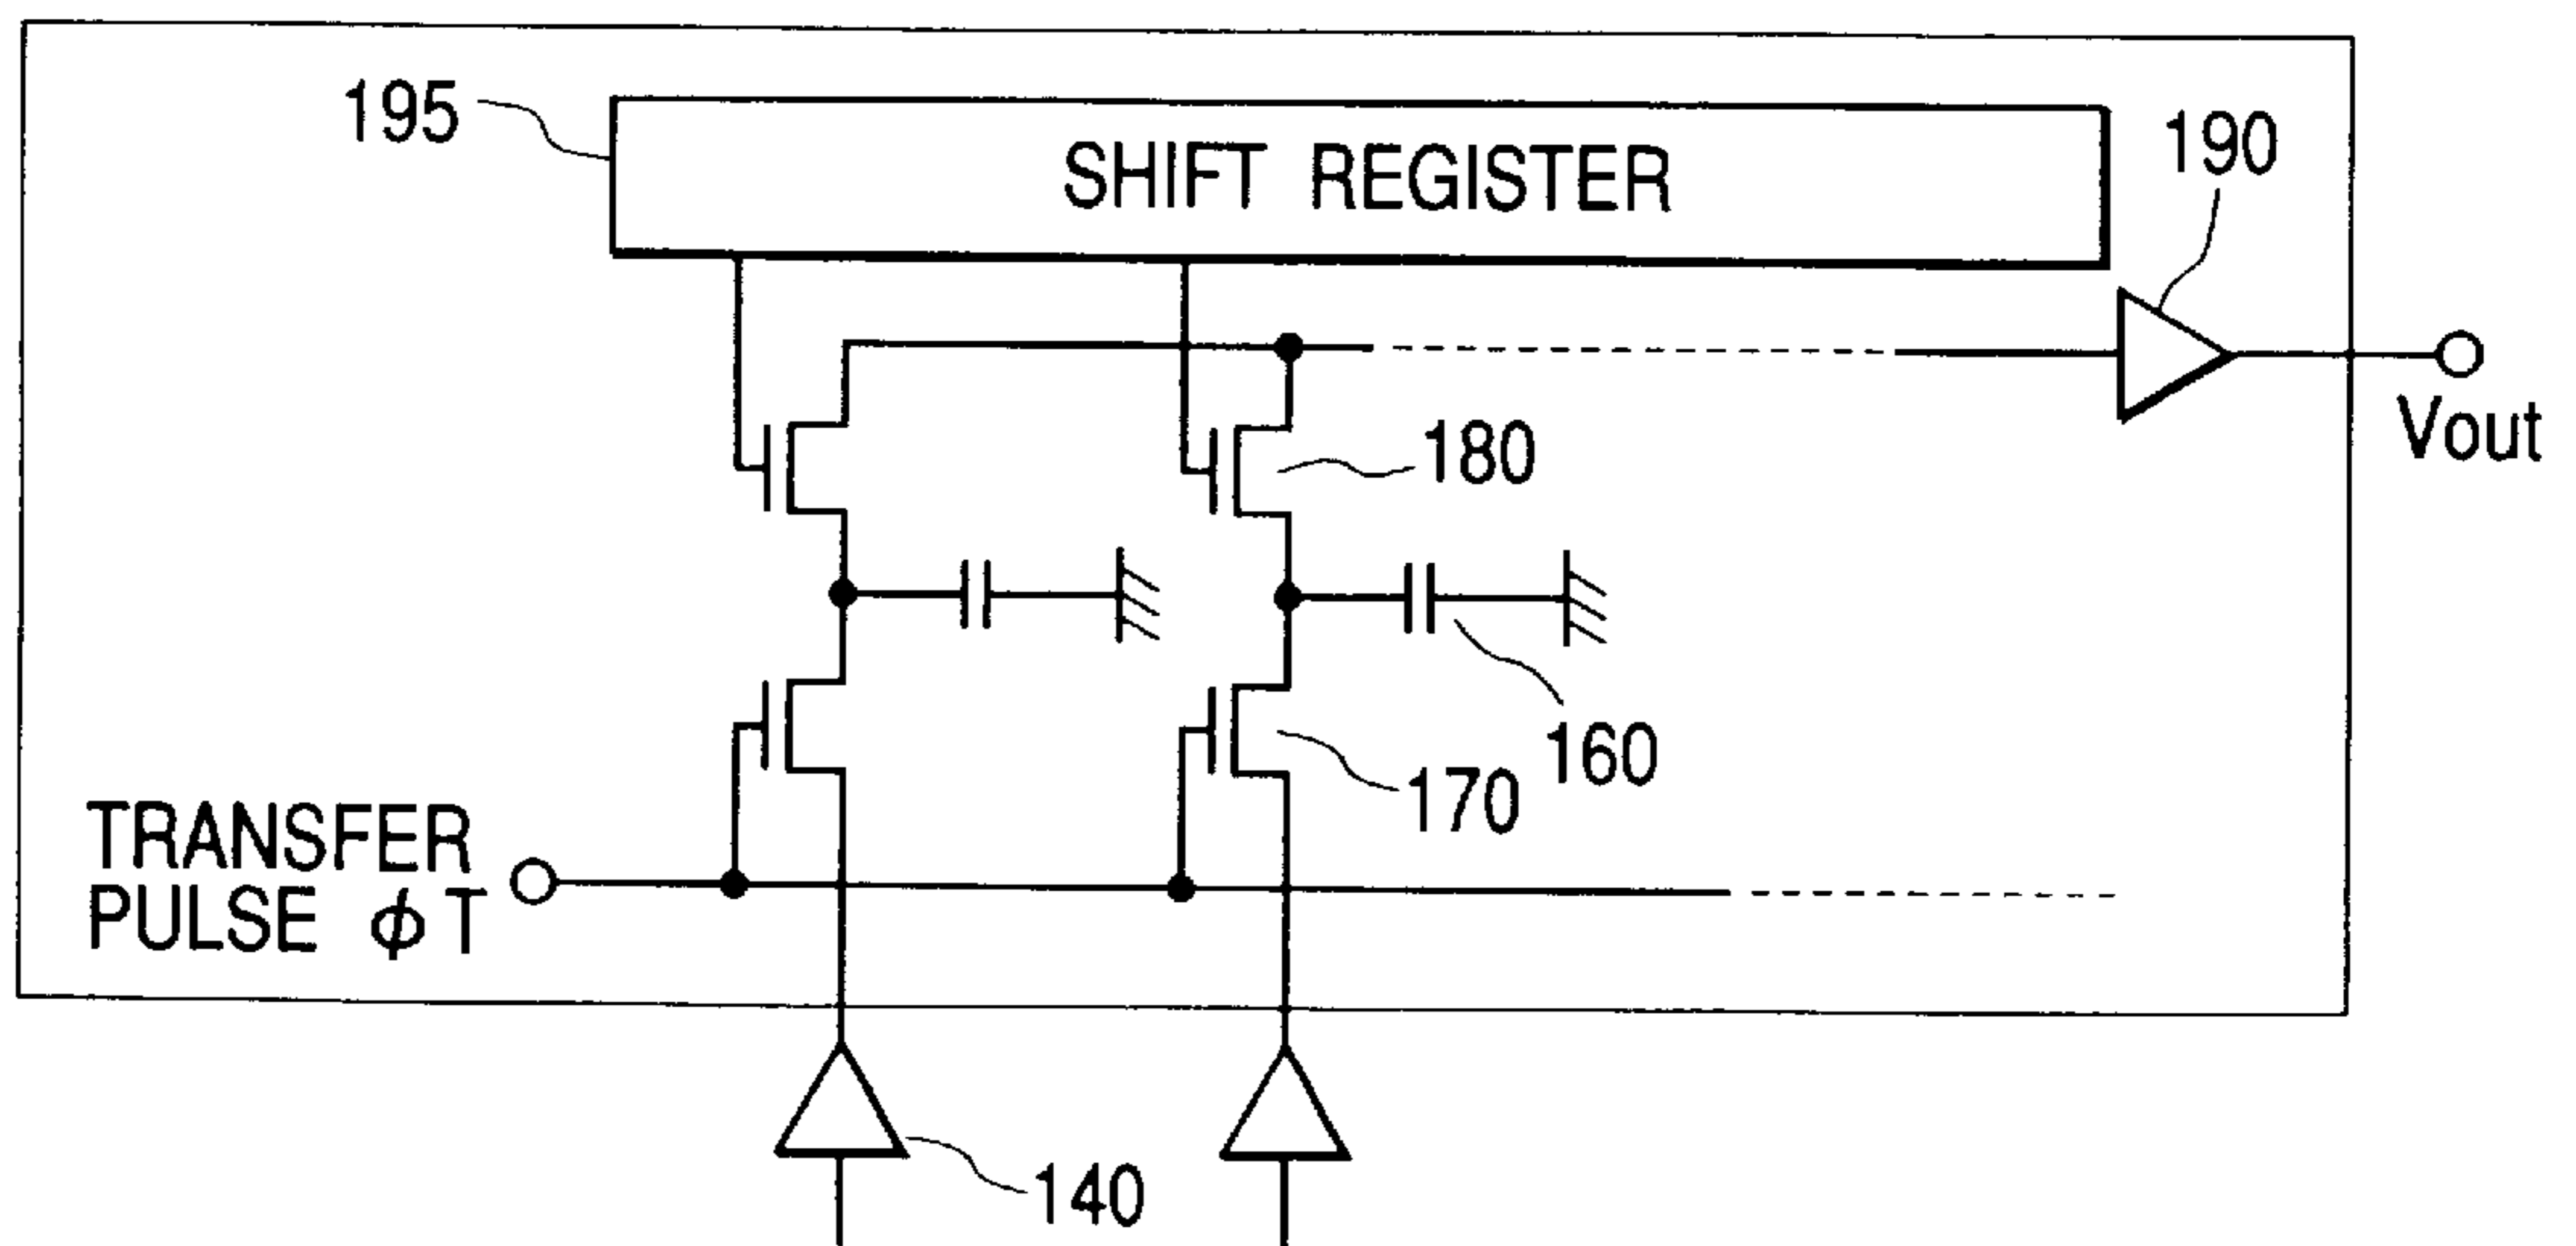 195
SHIFT REGISTER
190
Vout
180
160
170
TRANSFER
PULSE ϕT
140